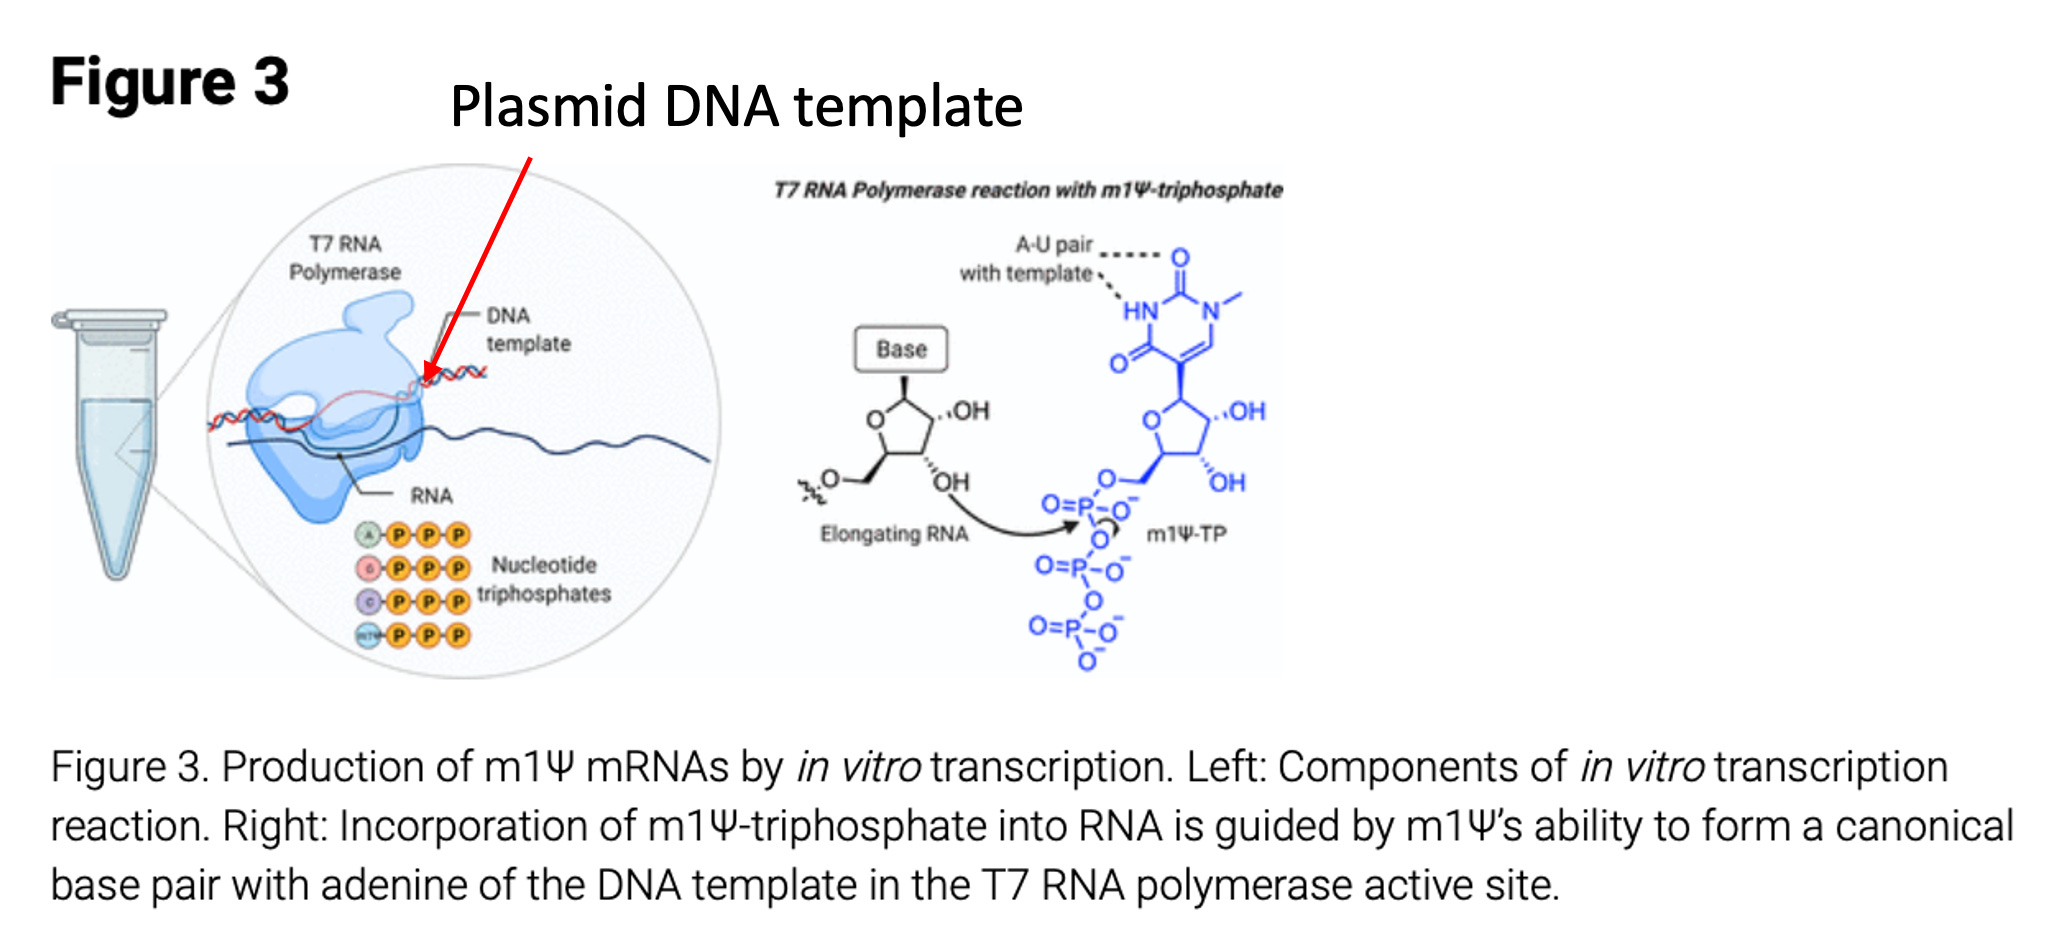 Figure 3
Plasmid DNA template
T7 RNA
Polymerase
DNA
template
RNA
A P P P
G P P P
C P P P
m1Ψ P P P
Nucleotide
triphosphates
T7 RNA Polymerase reaction with m1Ψ-triphosphate
A-U pair
with template
O
HN
N
O
Base
O
OH
O
OH
O
OH
OH
O
O=P-O⁻
O
O=P-O⁻
O
O=P-O⁻
O⁻
Elongating RNA
m1Ψ-TP
Figure 3. Production of m1Ψ mRNAs by in vitro transcription. Left: Components of in vitro transcription
reaction. Right: Incorporation of m1Ψ-triphosphate into RNA is guided by m1Ψ’s ability to form a canonical
base pair with adenine of the DNA template in the T7 RNA polymerase active site.